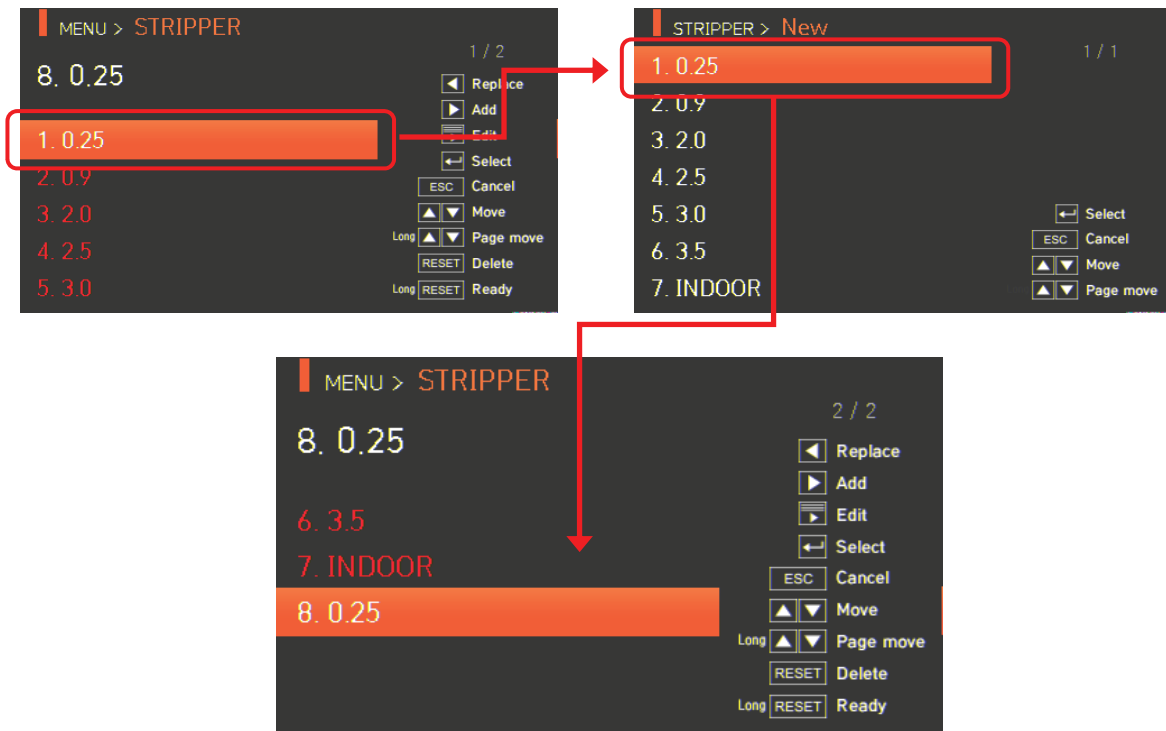 MENU > STRIPPER
1 / 2
8. 0.25
Replace
Add
1. 0.25
Edit
Select
2. 0.9
ESC Cancel
3. 2.0
Move
Long Page move
4. 2.5
RESET Delete
5. 3.0
Long RESET Ready
STRIPPER > New
1 / 1
1. 0.25
2. 0.9
3. 2.0
4. 2.5
5. 3.0
Select
ESC Cancel
6. 3.5
Move
7. INDOOR
Page move
MENU > STRIPPER
2 / 2
8. 0.25
Replace
Add
6. 3.5
Edit
Select
7. INDOOR
ESC Cancel
8. 0.25
Move
Long Page move
RESET Delete
Long RESET Ready